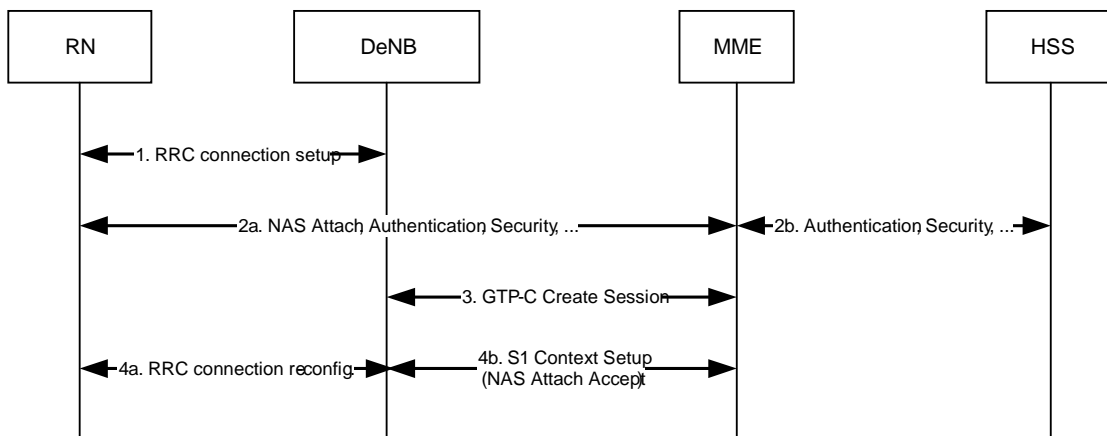 RN
DeNB
MME
HSS
1. RRC connection setup
2a. NAS Attach, Authentication, Security, ...
2b. Authentication, Security, ...
3. GTP-C Create Session
4a. RRC connection reconfig.
4b. S1 Context Setup
(NAS Attach Accept)